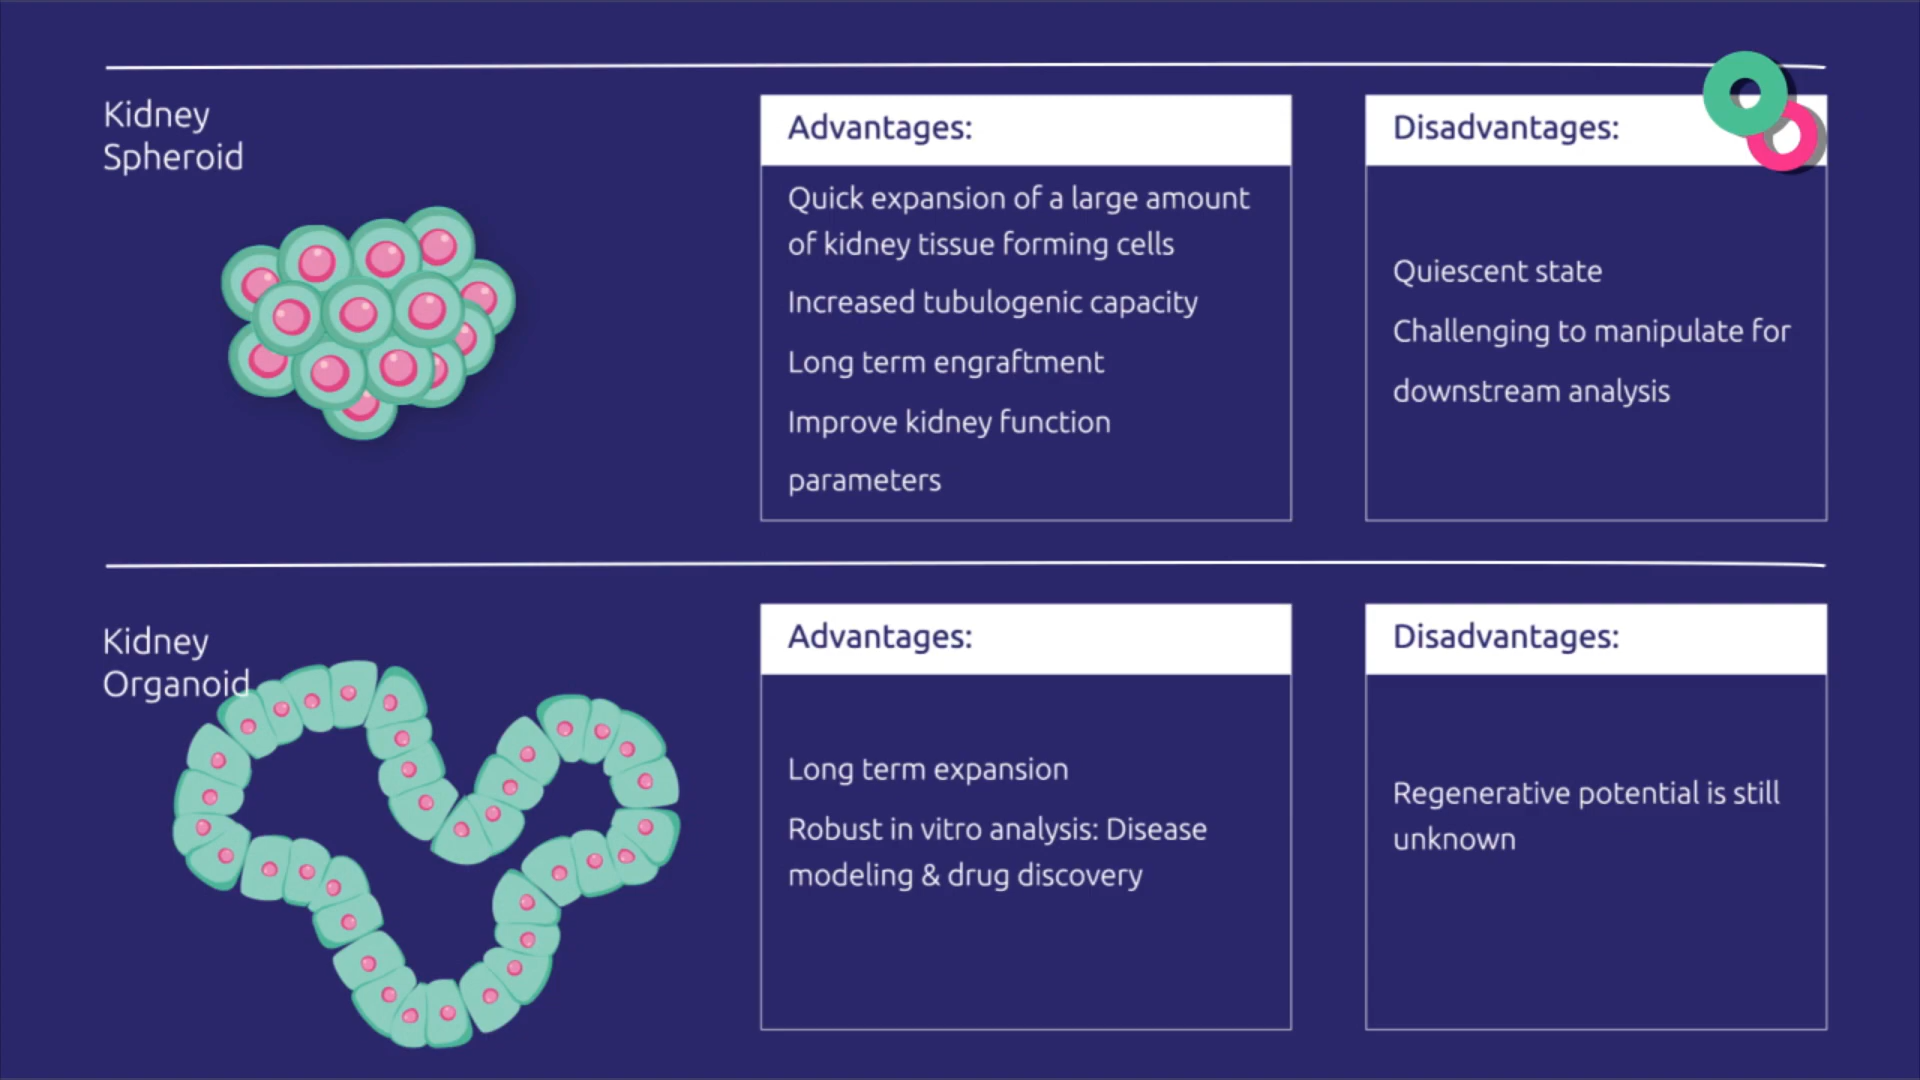 Kidney
Spheroid
Advantages:
Quick expansion of a large amount
of kidney tissue forming cells
Increased tubulogenic capacity
Long term engraftment
Improve kidney function
parameters
Disadvantages:
Quiescent state
Challenging to manipulate for
downstream analysis
Kidney
Organoid
Advantages:
Long term expansion
Robust in vitro analysis: Disease
modeling & drug discovery
Disadvantages:
Regenerative potential is still
unknown